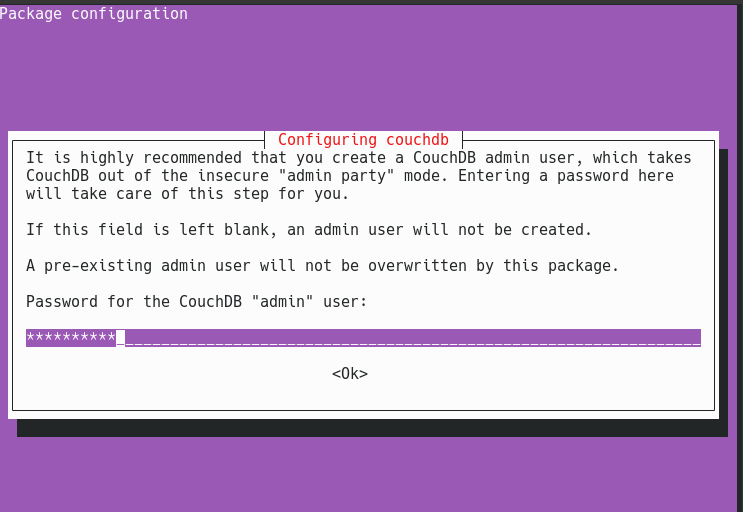 Package configuration
Configuring couchdb
It is highly recommended that you create a CouchDB admin user, which takes
CouchDB out of the insecure "admin party" mode. Entering a password here
will take care of this step for you.
If this field is left blank, an admin user will not be created.
A pre-existing admin user will not be overwritten by this package.
Password for the CouchDB "admin" user:
**********_________________________________________________________________
<Ok>